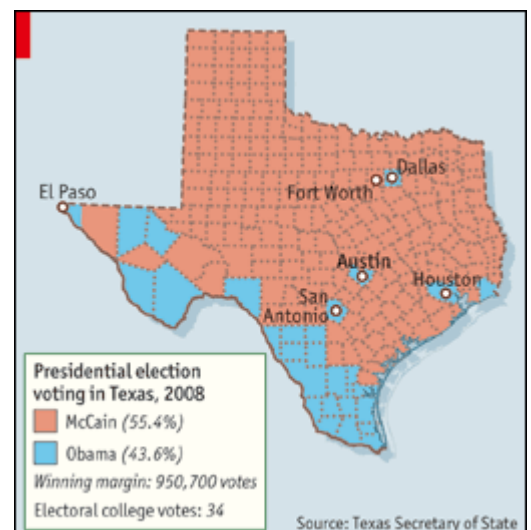 Dallas
Fort Worth
El Paso
Austin
Houston
San
Antonio
Presidential election
voting in Texas, 2008
McCain (55.4%)
Obama (43.6%)
Winning margin: 950,700 votes
Electoral college votes: 34
Source: Texas Secretary of State